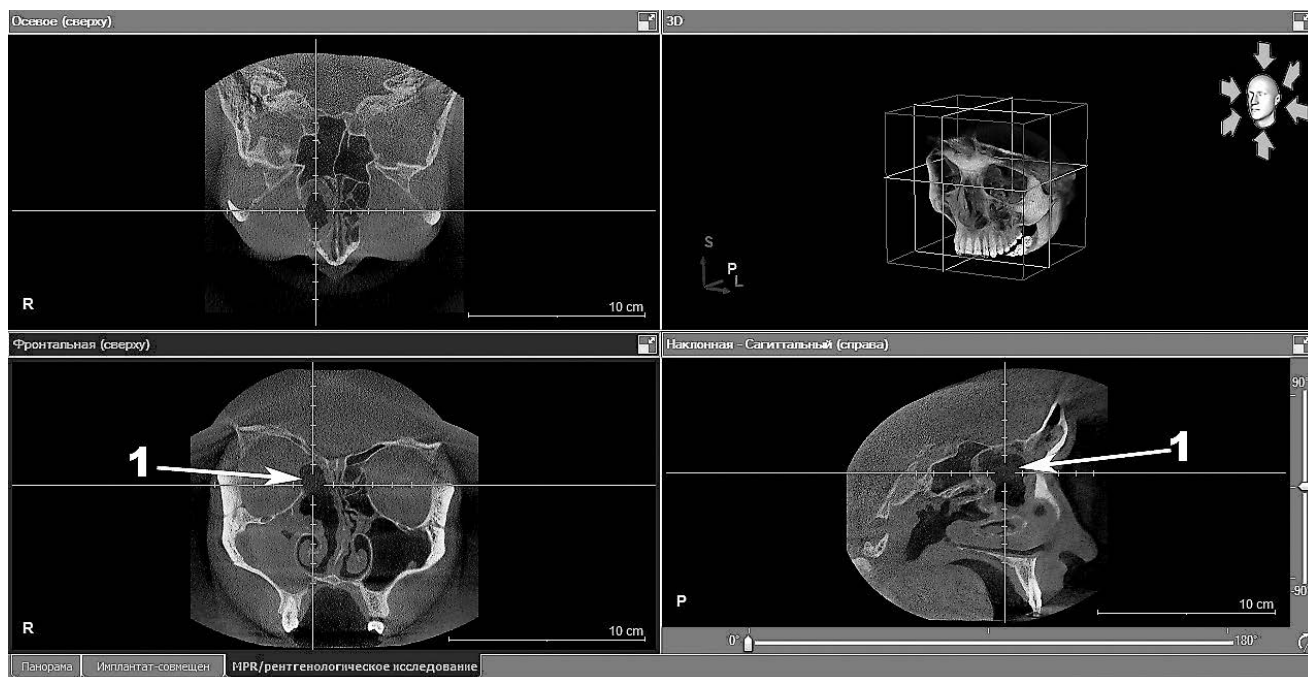 Осевое (сверху)
3D
R
10 cm
S
P
L
Фронтальная (сверху)
Наклонная - Сагиттальный (справа)
1
1
90°
R
10 cm
P
10 cm
-90°
0°
180°
Панорама
Имплантат-совмещен
MPR/рентгенологическое исследование